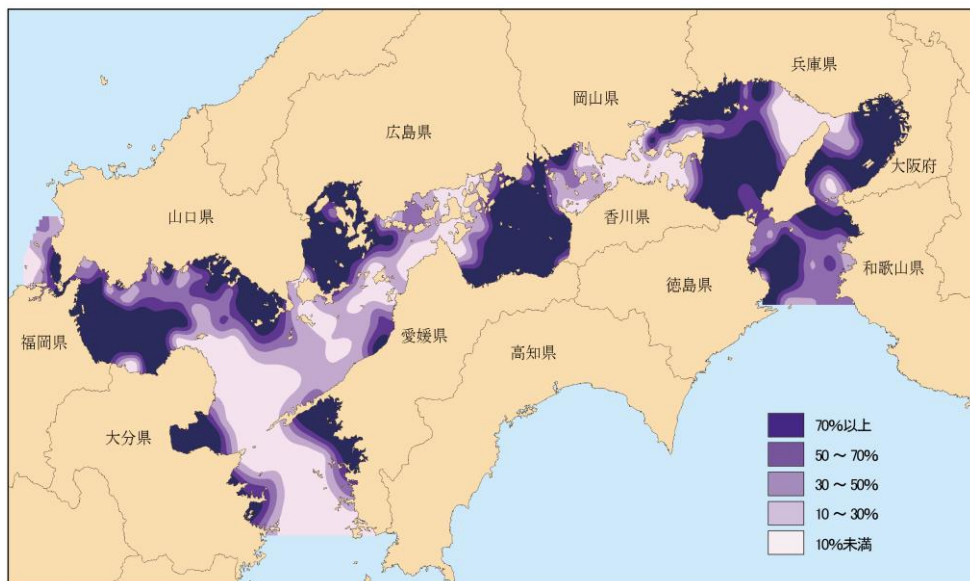 兵庫県
岡山県
広島県
大阪府
山口県
香川県
和歌山県
徳島県
福岡県
愛媛県
高知県
大分県
70%以上
50～70%
30～50%
10～30%
10%未満